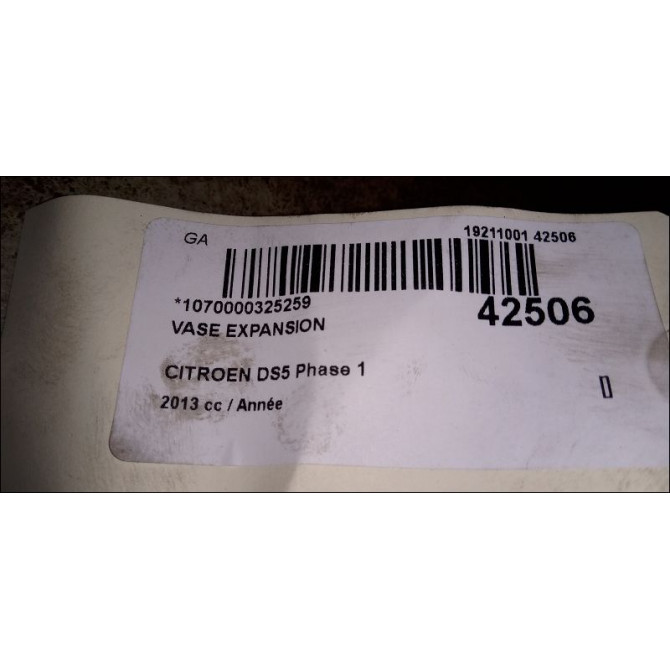 GA
19211001 42506
*1070000325259
42506
VASE EXPANSION
CITROEN DS5 Phase 1
2013 cc / Année